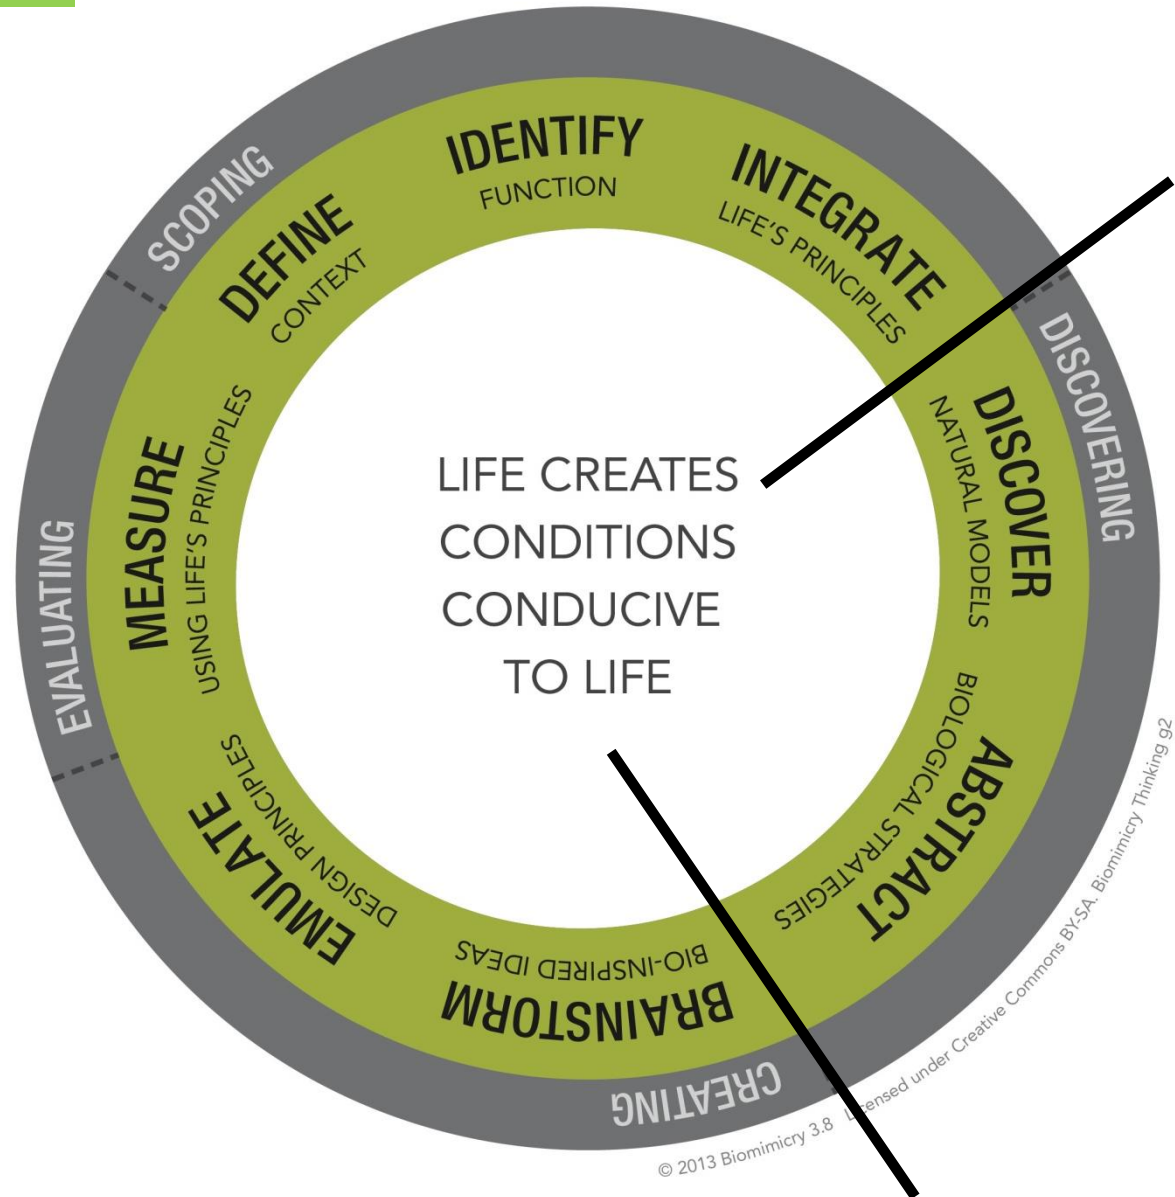 SCOPING
DEFINE
CONTEXT
IDENTIFY
FUNCTION
INTEGRATE
LIFE'S PRINCIPLES
DISCOVERING
DISCOVER
NATURAL MODELS
ABSTRACT
BIOLOGICAL STRATEGIES
CREATING
BRAINSTORM
BIO-INSPIRED IDEAS
EMULATE
DESIGN PRINCIPLES
EVALUATING
MEASURE
USING LIFE'S PRINCIPLES
LIFE CREATES
CONDITIONS
CONDUCIVE
TO LIFE
© 2013 Biomimicry 3.8 Licensed under Creative Commons BY-SA. Biomimicry Thinking g2